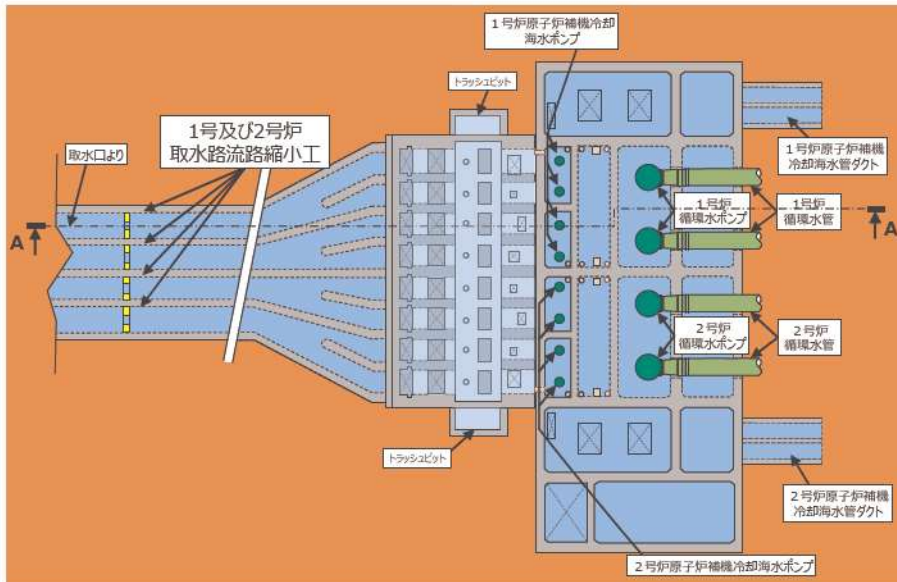 1号炉原子炉補機冷却
海水ポンプ
トラッシュピット
1号及び2号炉
取水路流路縮小工
取水口より
1号炉原子炉補機
冷却海水管ダクト
1号炉
循環水ポンプ
1号炉
循環水管
A
A
2号炉
循環水ポンプ
2号炉
循環水管
トラッシュピット
2号炉原子炉補機
冷却海水管ダクト
2号炉原子炉補機冷却海水ポンプ